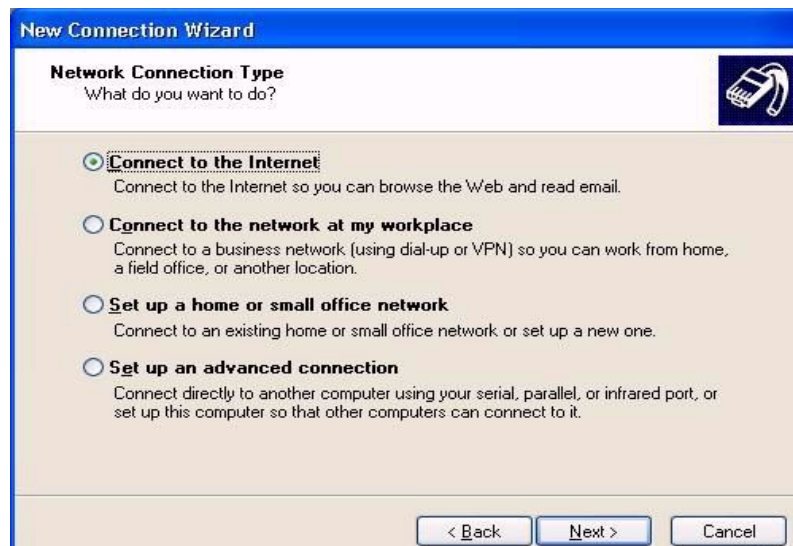 New Connection Wizard
Network Connection Type
What do you want to do?
Connect to the Internet
Connect to the Internet so you can browse the Web and read email.
Connect to the network at my workplace
Connect to a business network (using dial-up or VPN) so you can work from home,
a field office, or another location.
Set up a home or small office network
Connect to an existing home or small office network or set up a new one.
Set up an advanced connection
Connect directly to another computer using your serial, parallel, or infrared port, or
set up this computer so that other computers can connect to it.
< Back Next > Cancel